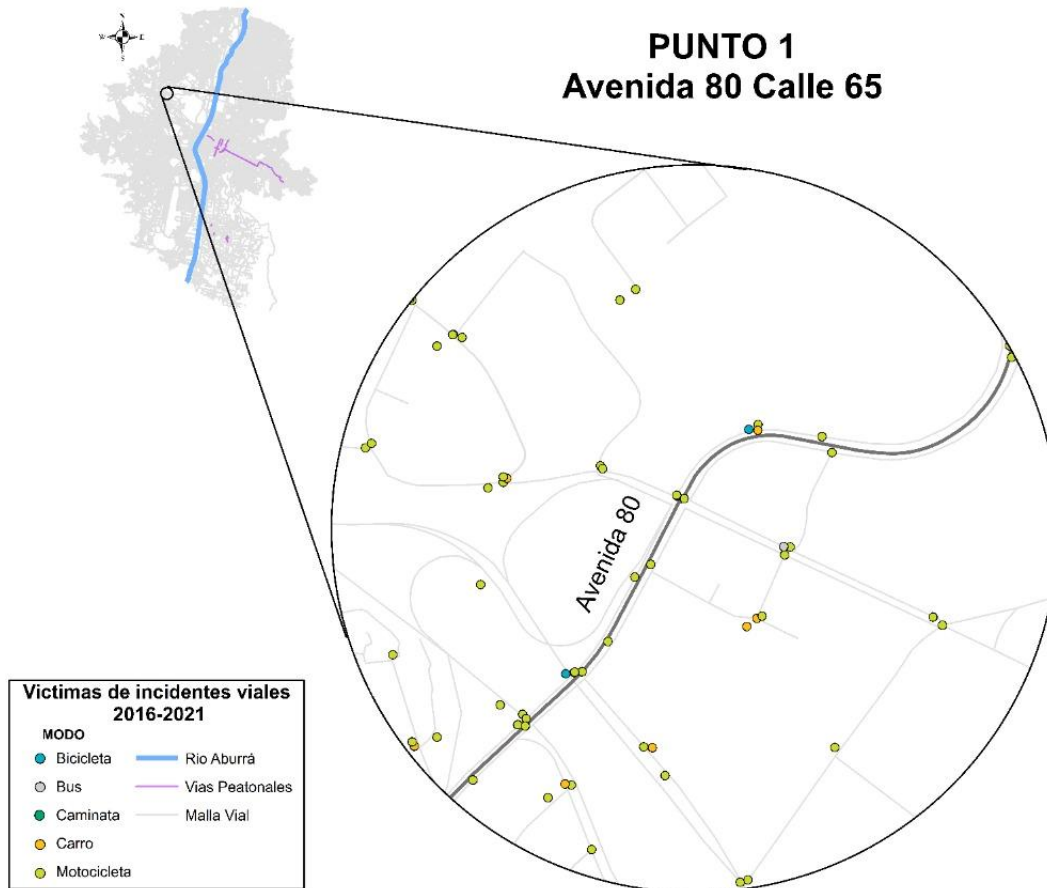 PUNTO 1
Avenida 80 Calle 65
N
W
E
S
Avenida 80
Victimas de incidentes viales
2016-2021
MODO
Bicicleta
Rio Aburrá
Bus
Vias Peatonales
Caminata
Malla Vial
Carro
Motocicleta